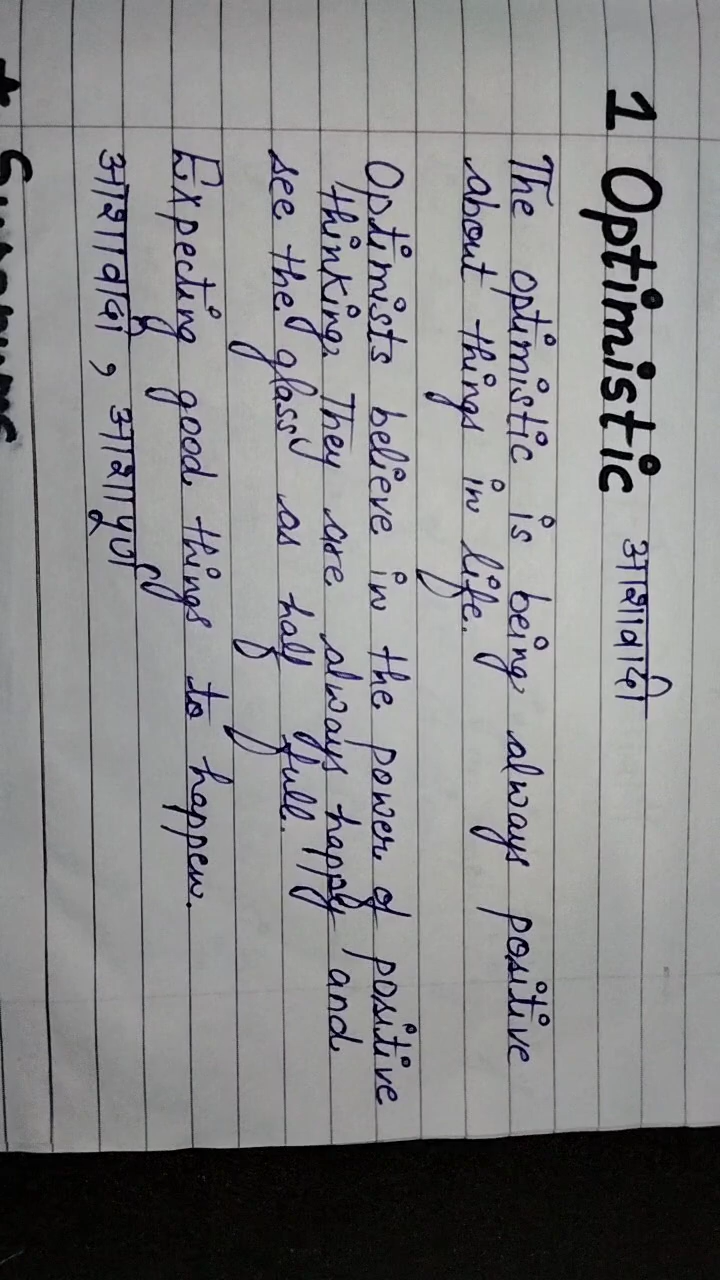 1 Optimistic आशावादी
The optimistic is being always positive
about things in life.
Optimists believe in the power of positive
thinking. They are always happy and
see the glass as half full.
Expecting good things to happen.
आशावादी, आशापूर्ण